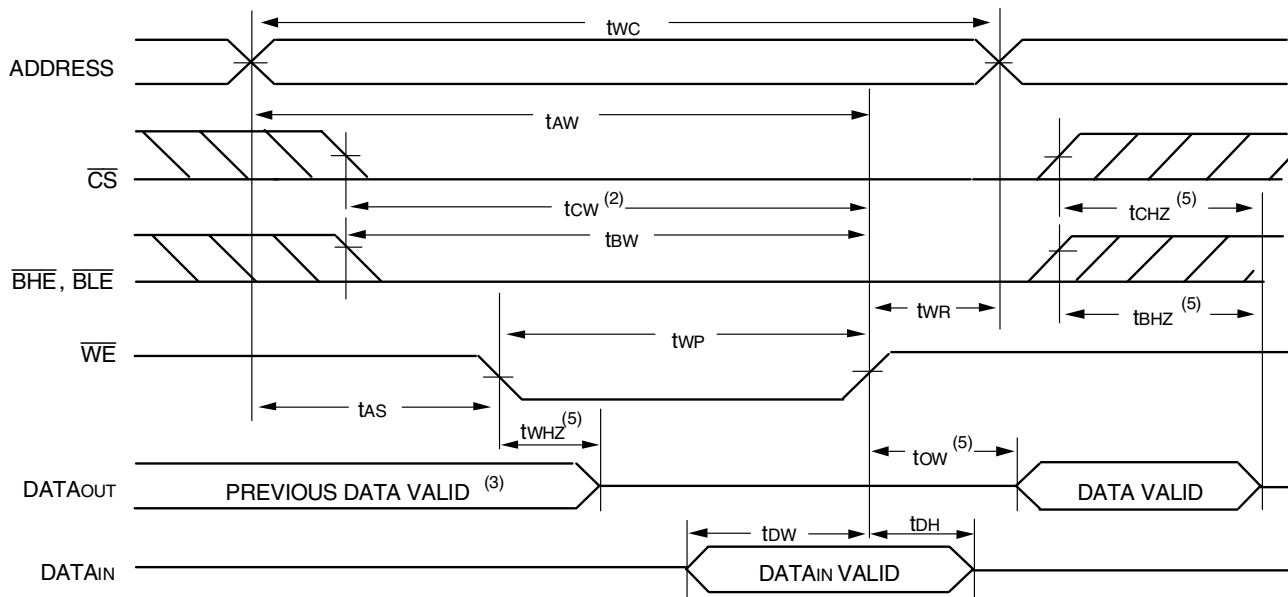 tWC
ADDRESS
tAW
CS
tCW (2)
tCHZ (5)
tBW
BHE, BLE
tWR
tBHZ (5)
tWP
WE
tAS
tWHZ (5)
tOW (5)
DATAOUT
PREVIOUS DATA VALID (3)
DATA VALID
tDW
tDH
DATAIN
DATAIN VALID